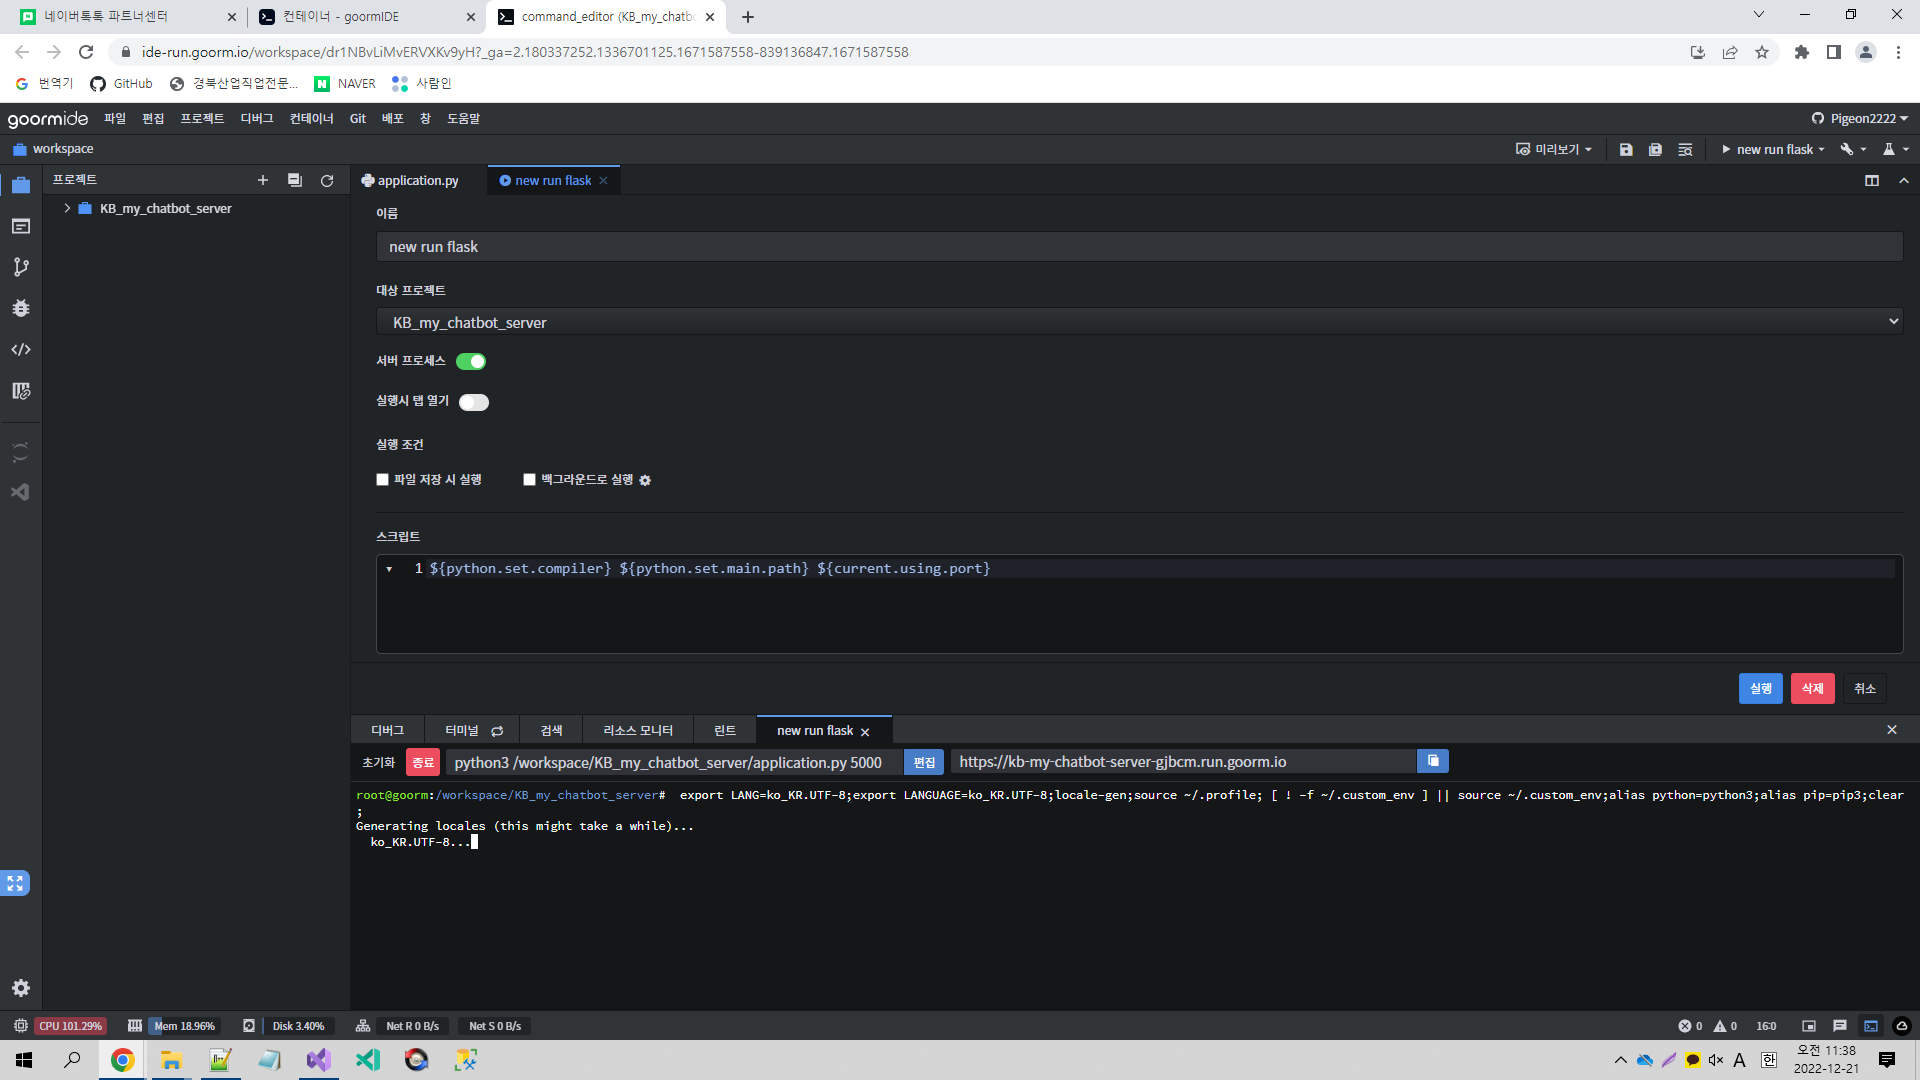 네이버톡톡 파트너센터
컨테이너 - goormIDE
command_editor (KB_my_chatbo
ide-run.goorm.io/workspace/dr1NBvLiMvERVXKv9yH?_ga=2.180337252.1336701125.1671587558-839136847.1671587558
번역기
GitHub
경북산업직업전문...
NAVER
사람인
goormide
파일 편집 프로젝트 디버그 컨테이너 Git 배포 창 도움말
Pigeon2222
workspace
미리보기
new run flask
프로젝트
application.py
new run flask
KB_my_chatbot_server
이름
new run flask
대상 프로젝트
KB_my_chatbot_server
서버 프로세스
실행시 탭 열기
실행 조건
파일 저장 시 실행
백그라운드로 실행
스크립트
1 ${python.set.compiler} ${python.set.main.path} ${current.using.port}
실행 삭제 취소
디버그 터미널 검색 리소스 모니터 린트 new run flask
초기화 종료 python3 /workspace/KB_my_chatbot_server/application.py 5000 편집 https://kb-my-chatbot-server-gjbcm.run.goorm.io
root@goorm:/workspace/KB_my_chatbot_server#  export LANG=ko_KR.UTF-8;export LANGUAGE=ko_KR.UTF-8;locale-gen;source ~/.profile; [ ! -f ~/.custom_env ] || source ~/.custom_env;alias python=python3;alias pip=pip3;clear
;
Generating locales (this might take a while)...
ko_KR.UTF-8...
CPU 101.29% Mem 18.96% Disk 3.40% Net R 0 B/s Net S 0 B/s
0 0 16:0
A 한
오전 11:38
2022-12-21